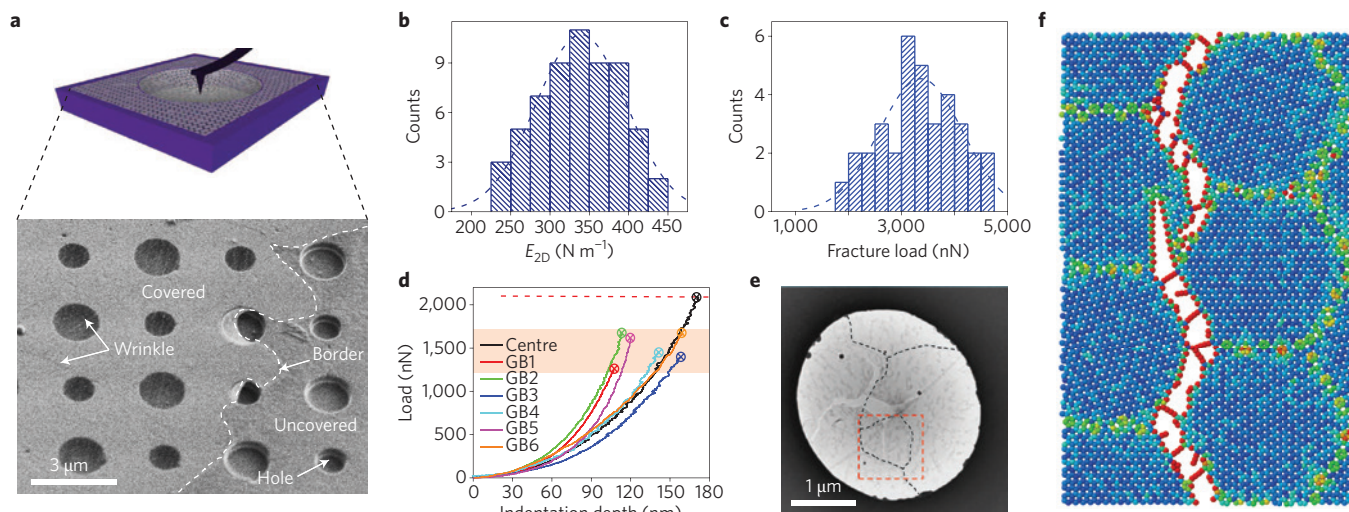 a
Covered
Wrinkle
Border
Uncovered
3 μm
Hole
b
Counts
9
6
3
0
200
250
300
350
400
450
E2D (N m−1)
c
Counts
6
4
2
0
1,000
3,000
5,000
Fracture load (nN)
d
Load (nN)
2,000
1,500
1,000
500
0
Centre
GB1
GB2
GB3
GB4
GB5
GB6
0
30
60
90
120
150
180
Indentation depth (nm)
e
1 μm
f